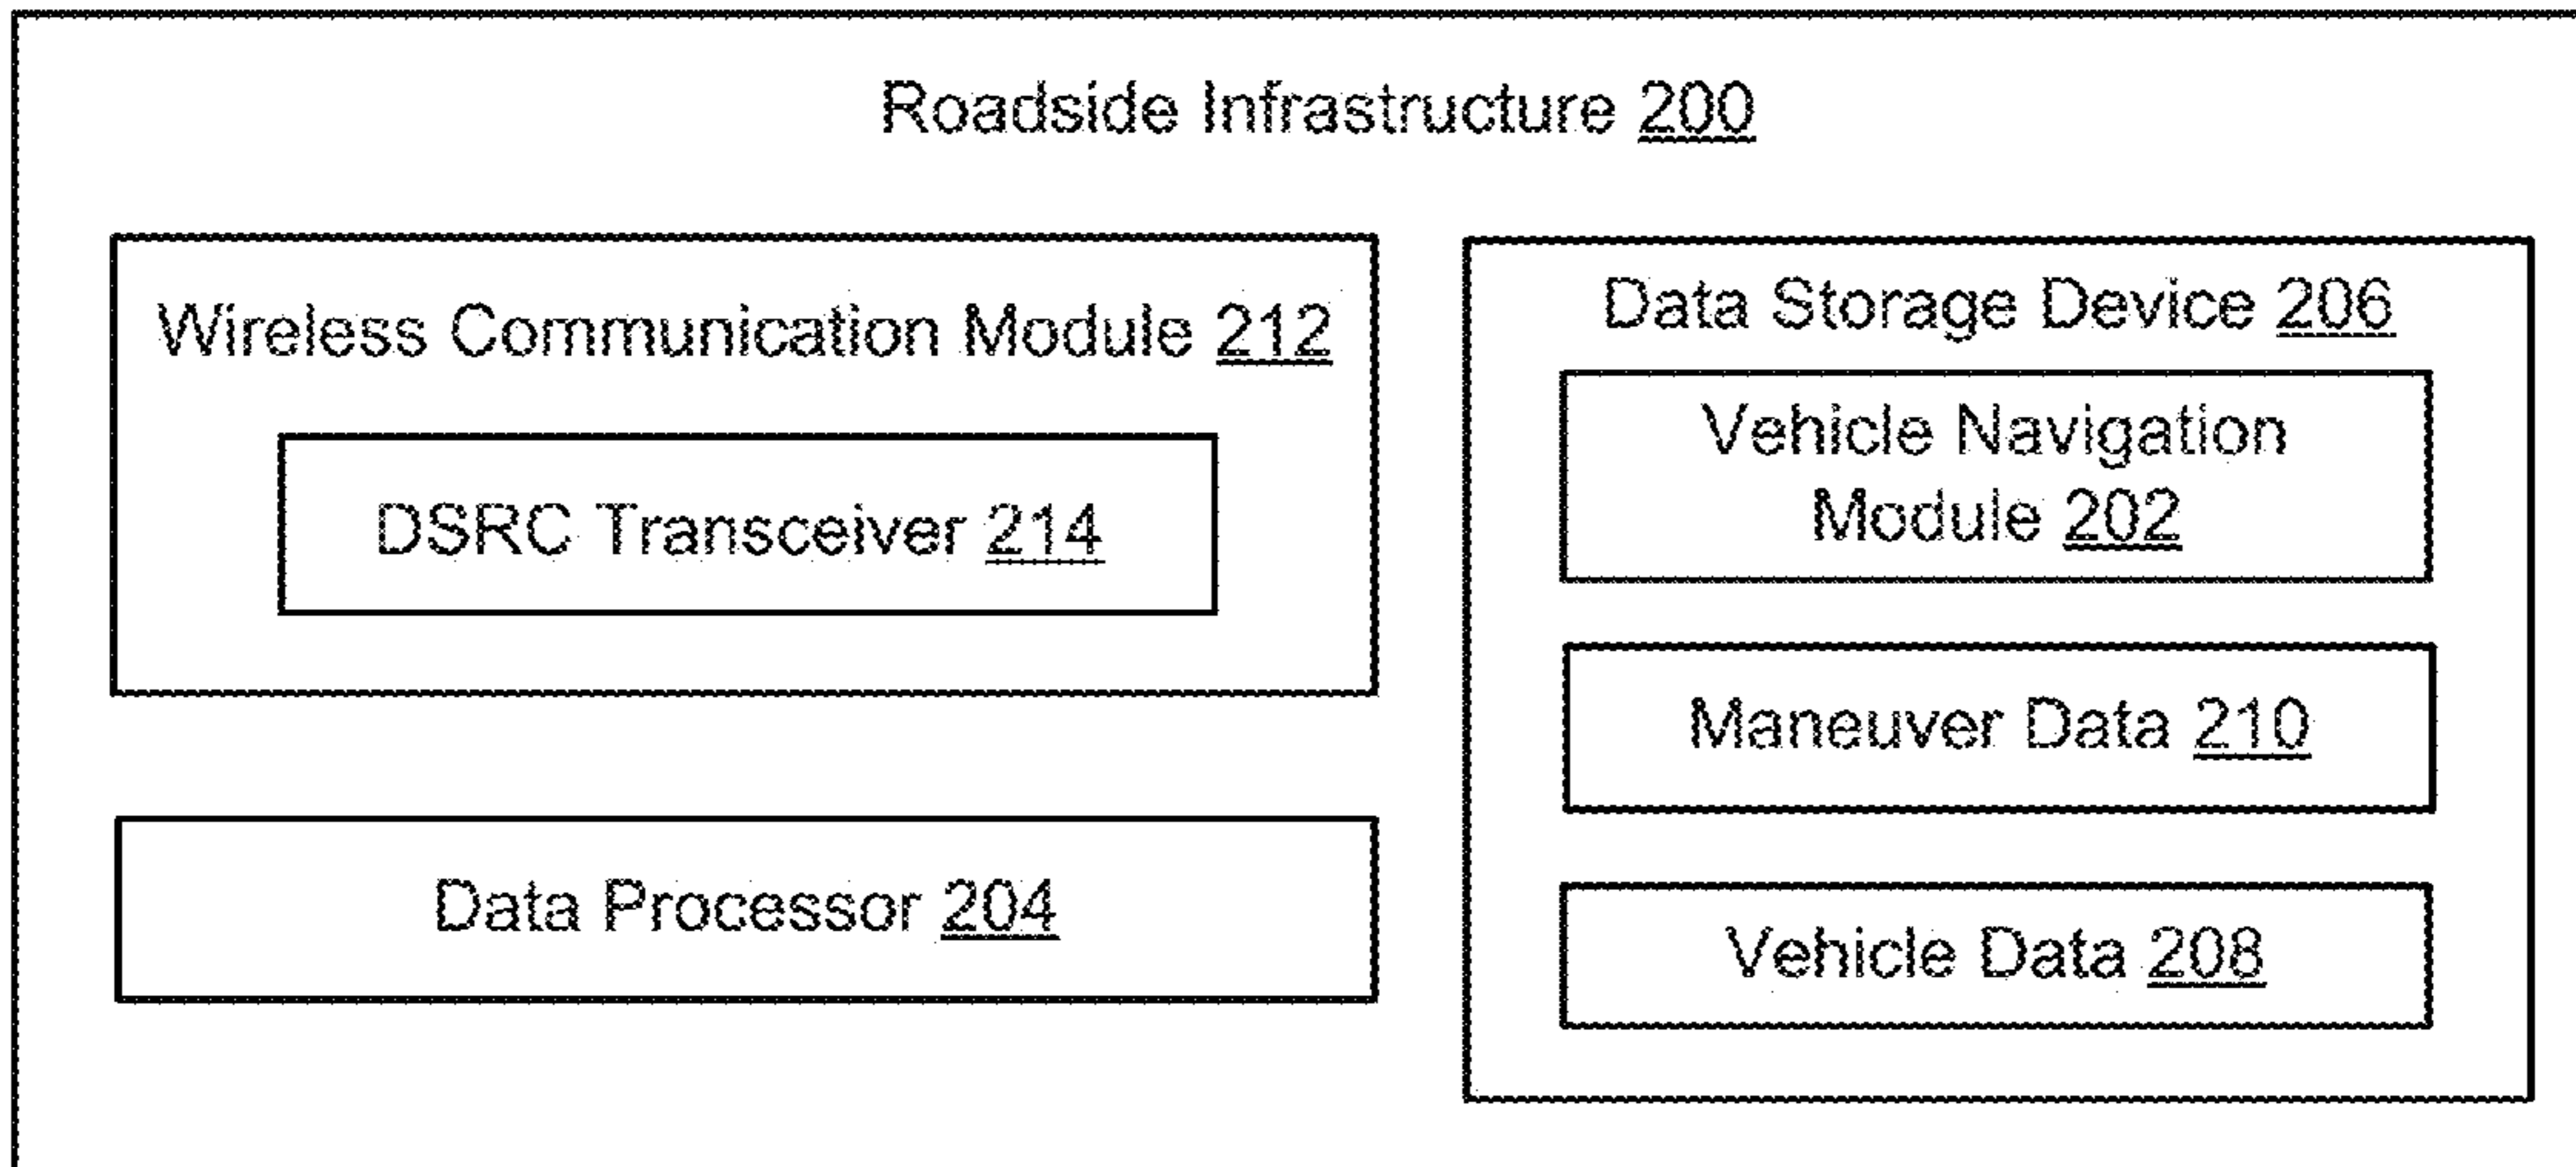 Roadside Infrastructure 200
Wireless Communication Module 212
DSRC Transceiver 214
Data Processor 204
Data Storage Device 206
Vehicle Navigation
Module 202
Maneuver Data 210
Vehicle Data 208